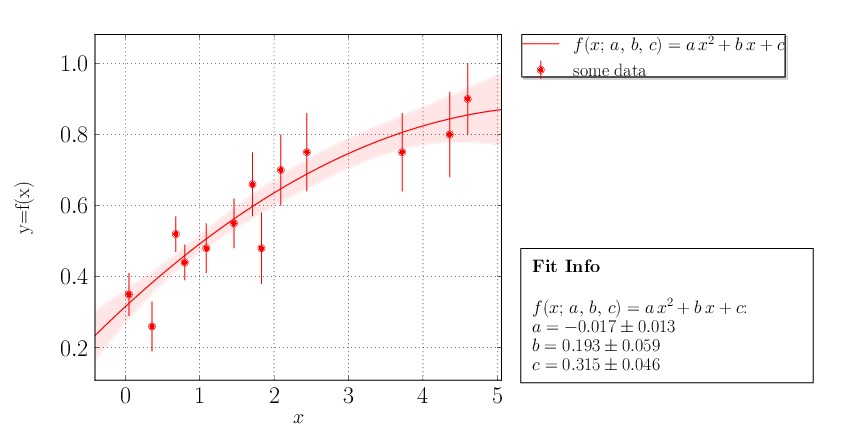 f(x; a, b, c) = a x² + b x + c
some data
1.0
0.8
0.6
0.4
0.2
y=f(x)
0 1 2 3 4 5
x
Fit Info
f(x; a, b, c) = a x² + b x + c:
a = −0.017 ± 0.013
b = 0.193 ± 0.059
c = 0.315 ± 0.046